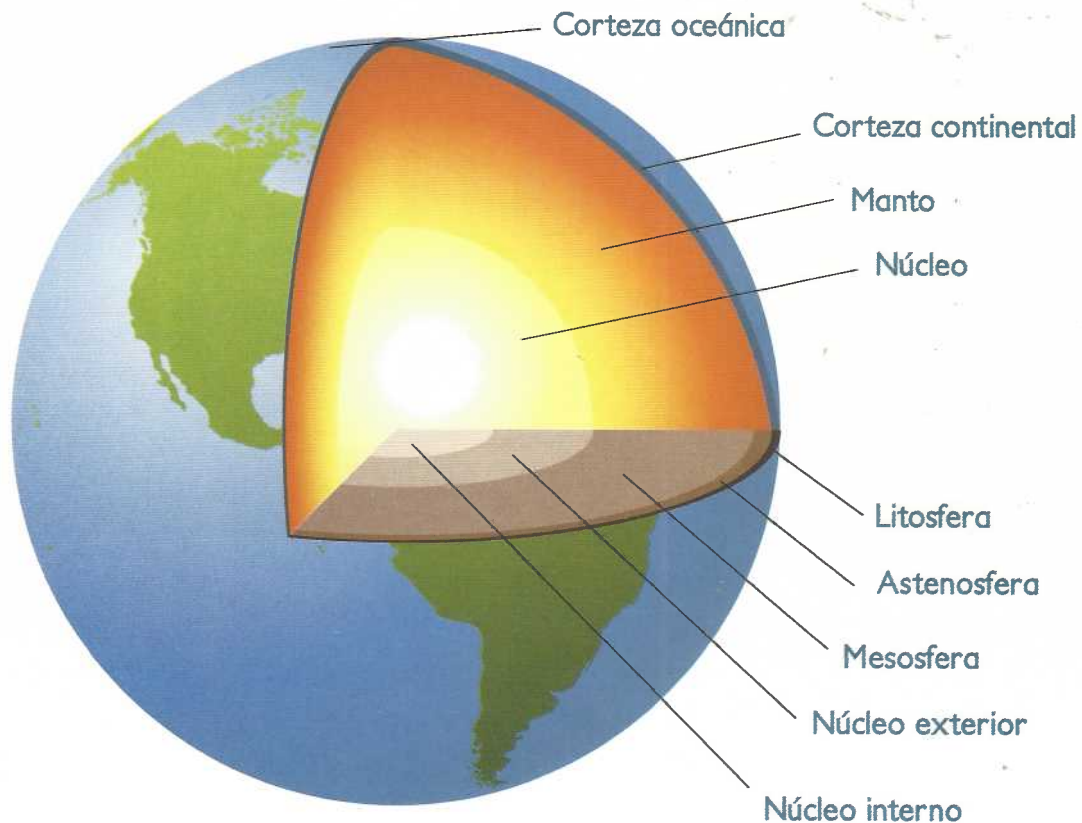 Corteza oceánica
Corteza continental
Manto
Núcleo
Litosfera
Astenosfera
Mesosfera
Núcleo exterior
Núcleo interno